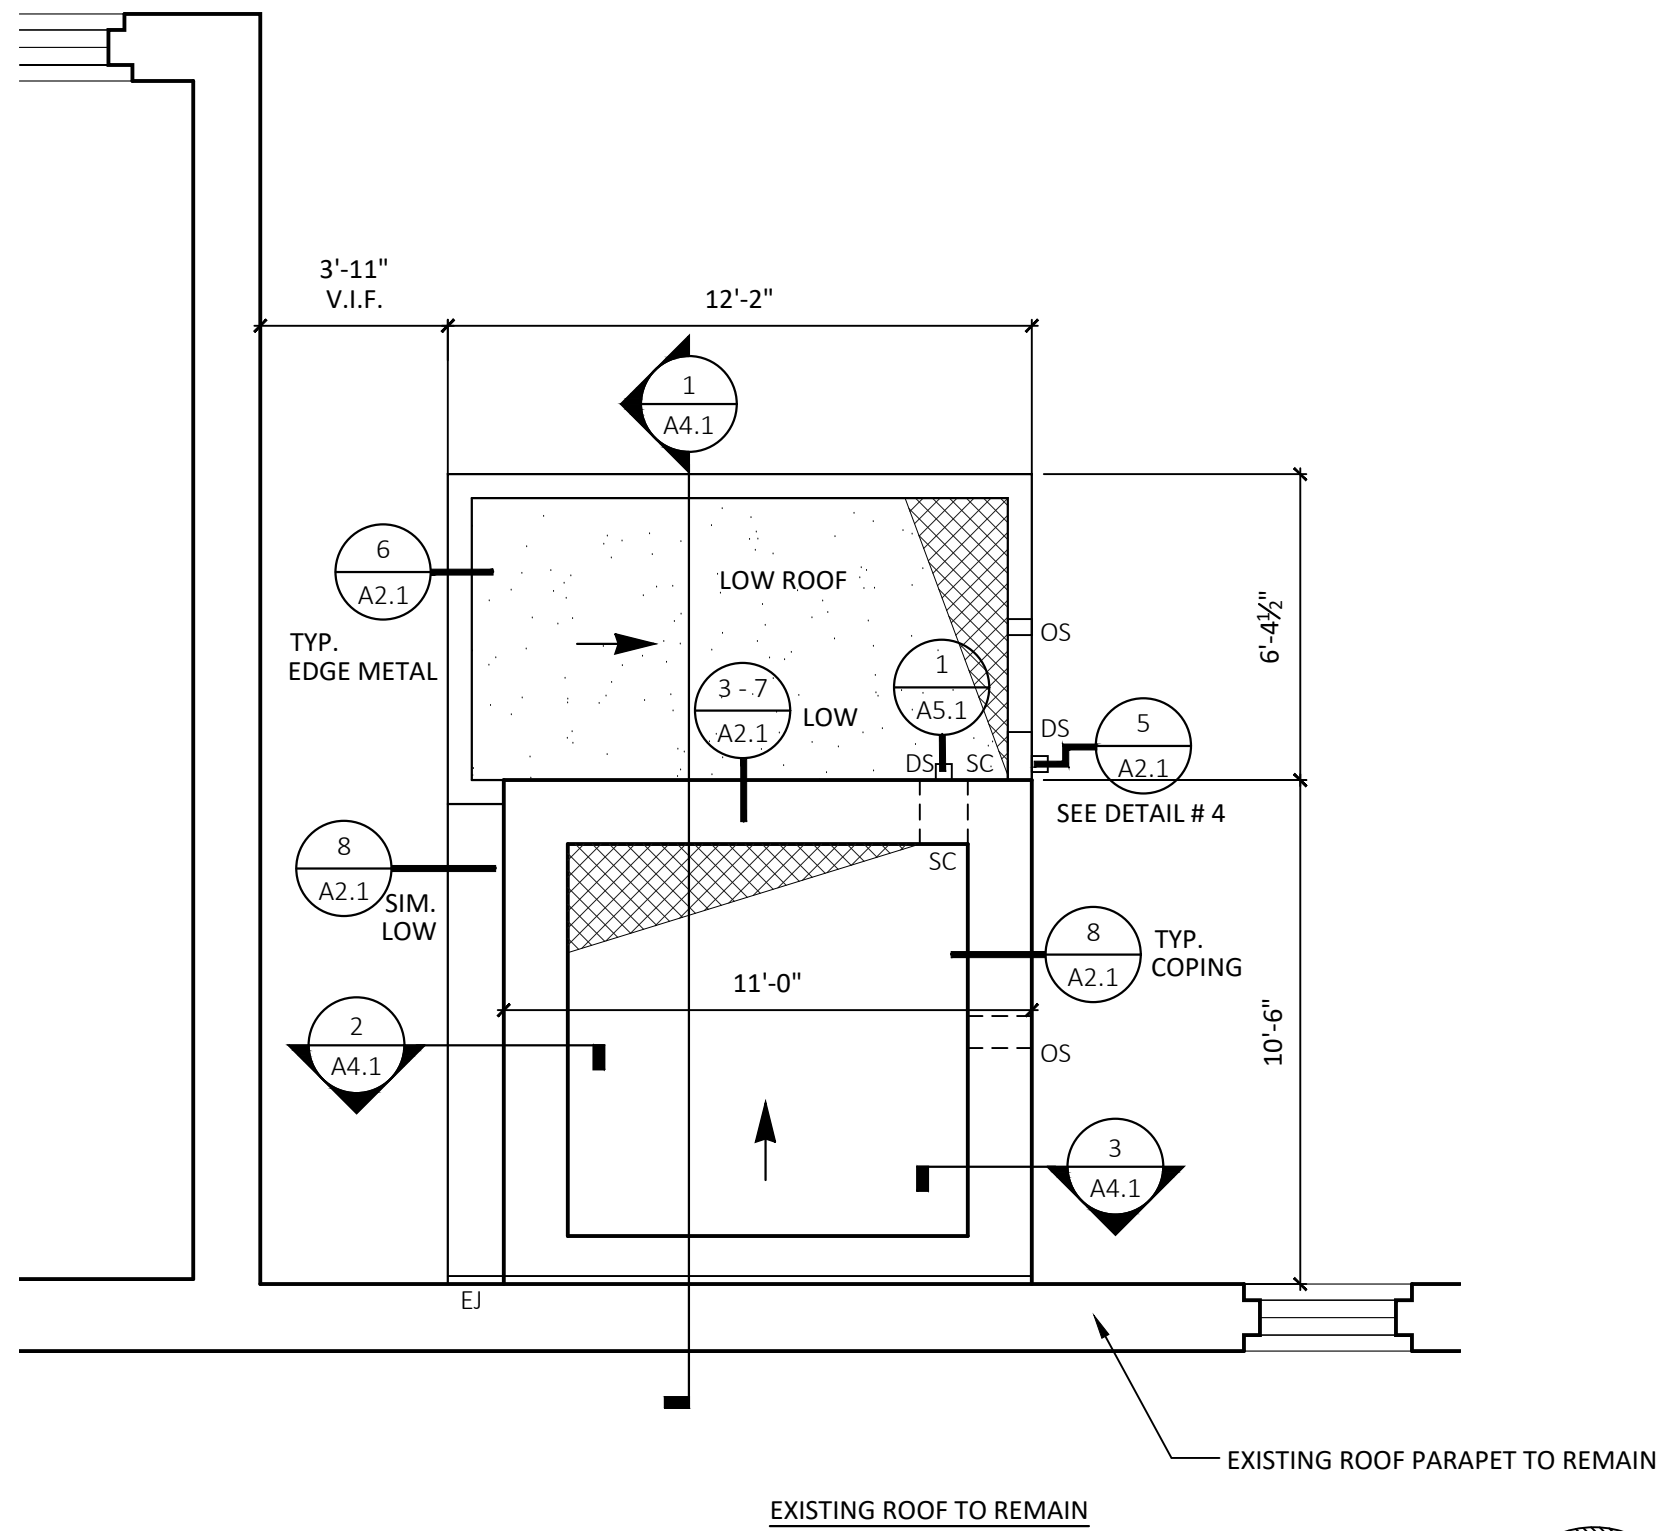 3'-11"
V.I.F.
12'-2"
1
A4.1
6
A2.1
TYP.
EDGE METAL
LOW ROOF
OS
6'-4½"
3 - 7
A2.1
LOW
1
A5.1
DS
SC
DS
5
A2.1
SEE DETAIL # 4
8
A2.1
SIM.
LOW
SC
8
A2.1
TYP.
COPING
11'-0"
10'-6"
2
A4.1
OS
3
A4.1
EJ
EXISTING ROOF PARAPET TO REMAIN
EXISTING ROOF TO REMAIN